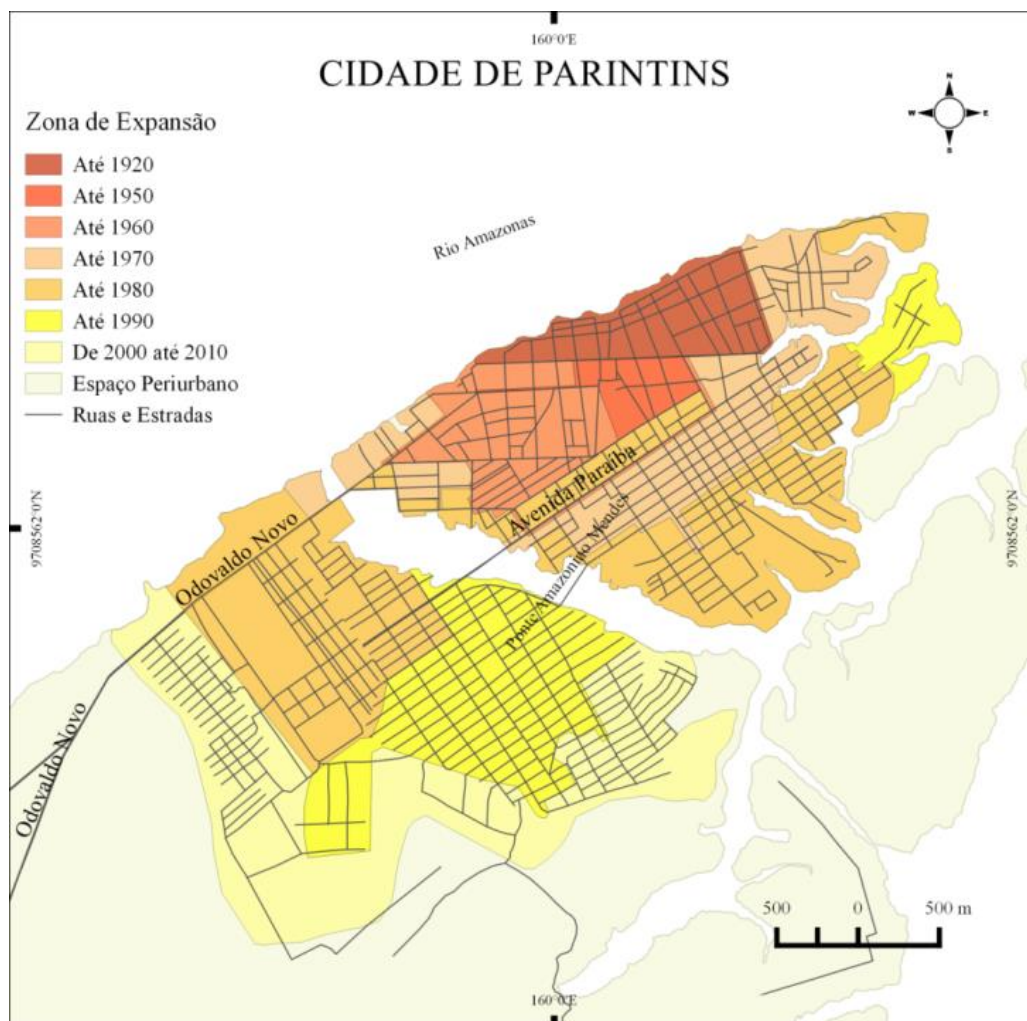 160°0'E
CIDADE DE PARINTINS
N
W
E
S
Zona de Expansão
Até 1920
Até 1950
Até 1960
Até 1970
Até 1980
Até 1990
De 2000 até 2010
Espaço Periurbano
Ruas e Estradas
Rio Amazonas
Avenida Paraíba
Ponte Amazonino Mendes
Odovaldo Novo
Odovaldo Novo
9708562°0'N
9708562°0'N
500
0
500 m
160°0'E